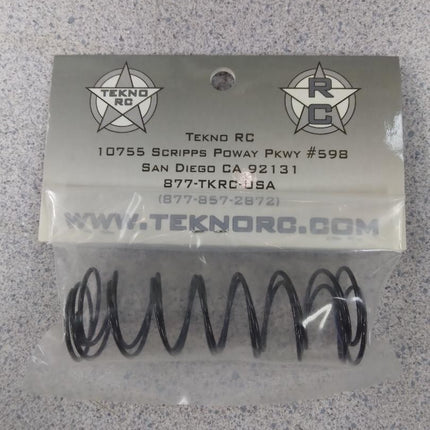 TEKNO
RC
R
C
TEKNO RC
10755 SCRIPPS POWAY PKWY #598
SAN DIEGO CA 92131
877-TKRC-USA
(877-857-2872)
WWW.TEKNORC.COM